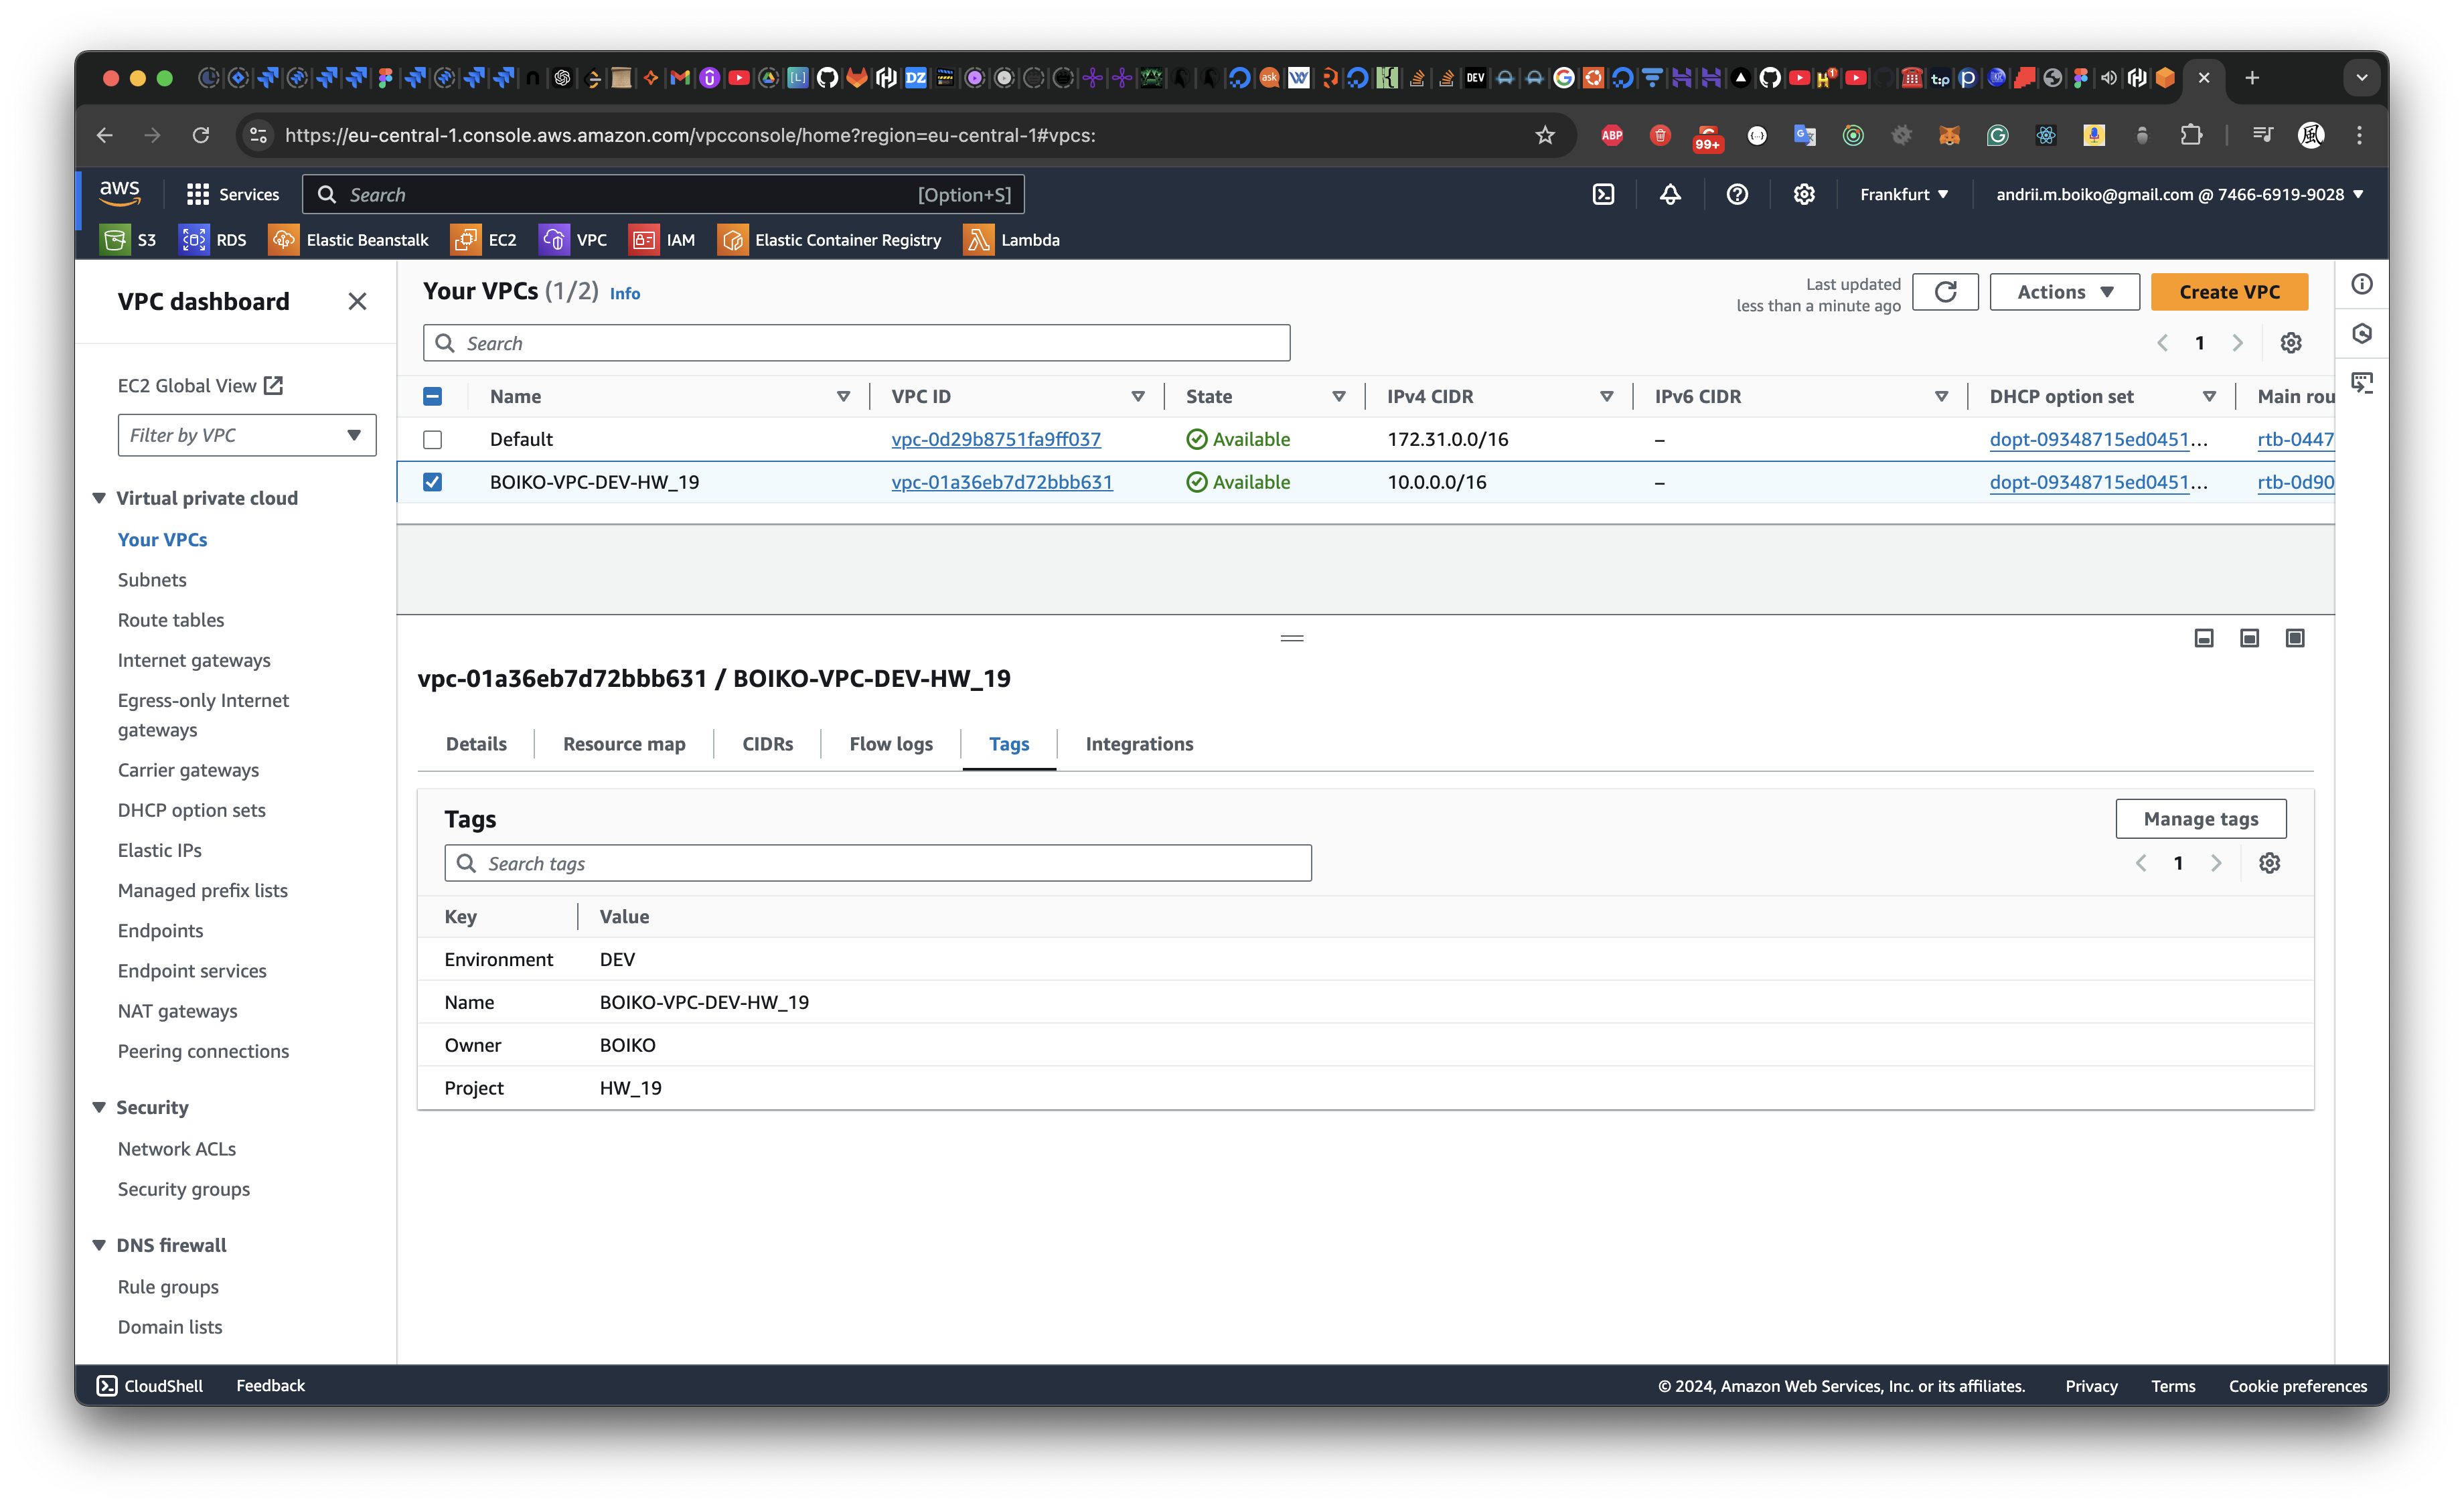 https://eu-central-1.console.aws.amazon.com/vpcconsole/home?region=eu-central-1#vpcs:
ABP
99+
aws
Services
Search
[Option+S]
Frankfurt
andrii.m.boiko@gmail.com @ 7466-6919-9028
S3
RDS
Elastic Beanstalk
EC2
VPC
IAM
Elastic Container Registry
Lambda
VPC dashboard
EC2 Global View
Filter by VPC
Virtual private cloud
Your VPCs
Subnets
Route tables
Internet gateways
Egress-only Internet
gateways
Carrier gateways
DHCP option sets
Elastic IPs
Managed prefix lists
Endpoints
Endpoint services
NAT gateways
Peering connections
Security
Network ACLs
Security groups
DNS firewall
Rule groups
Domain lists
Your VPCs (1/2) Info
Last updated
less than a minute ago
Actions
Create VPC
Search
1
Name VPC ID State IPv4 CIDR IPv6 CIDR DHCP option set Main rou
Default vpc-0d29b8751fa9ff037 Available 172.31.0.0/16 – dopt-09348715ed0451... rtb-0447
BOIKO-VPC-DEV-HW_19 vpc-01a36eb7d72bbb631 Available 10.0.0.0/16 – dopt-09348715ed0451... rtb-0d90
vpc-01a36eb7d72bbb631 / BOIKO-VPC-DEV-HW_19
Details Resource map CIDRs Flow logs Tags Integrations
Tags
Manage tags
Search tags
1
Key Value
Environment DEV
Name BOIKO-VPC-DEV-HW_19
Owner BOIKO
Project HW_19
CloudShell Feedback
© 2024, Amazon Web Services, Inc. or its affiliates. Privacy Terms Cookie preferences